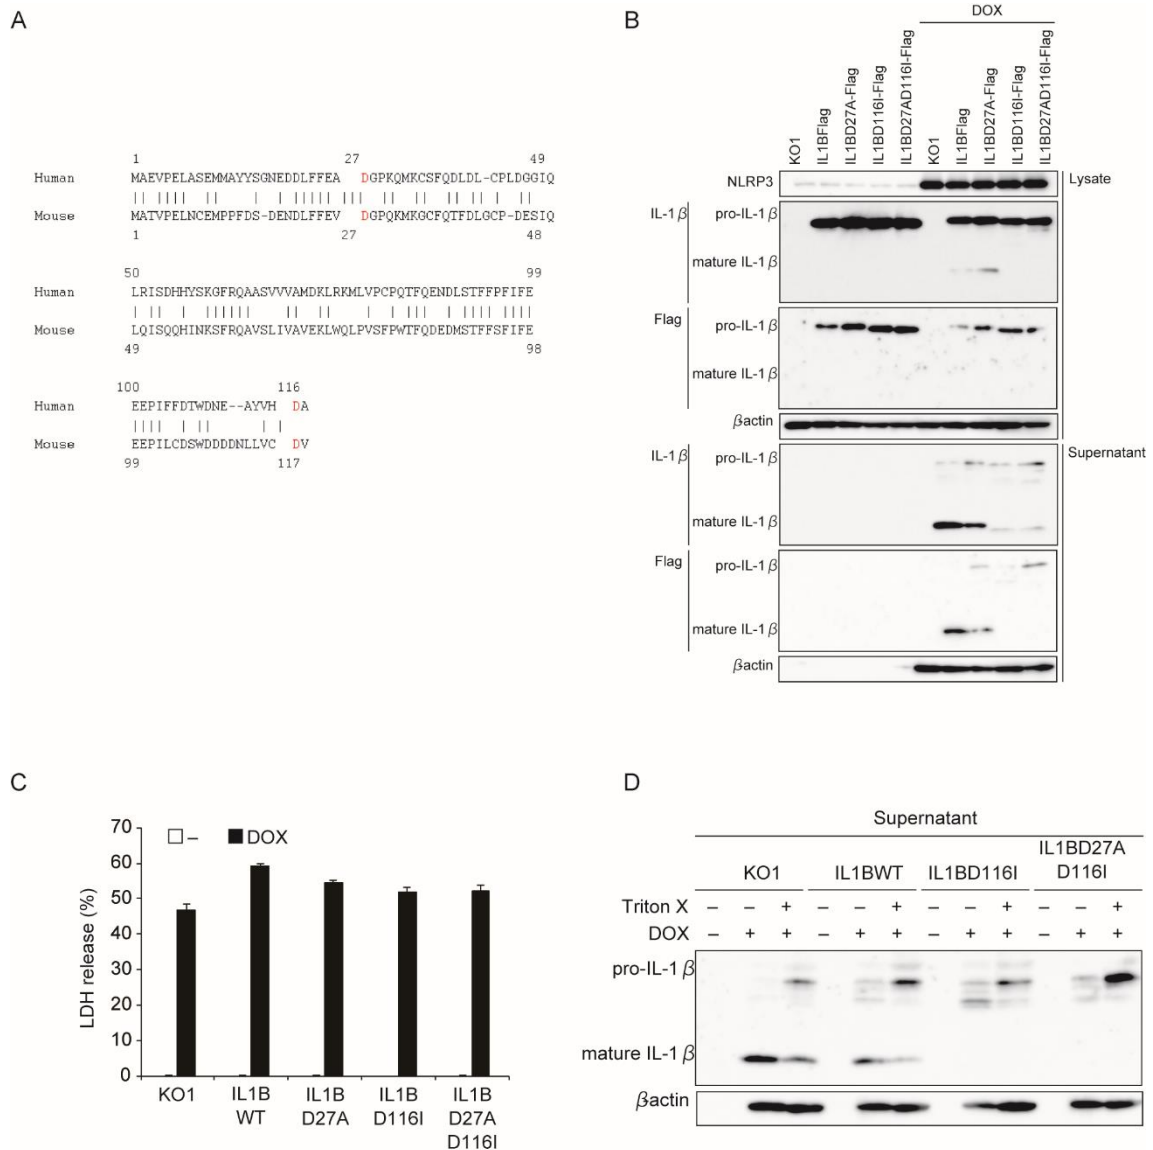 A
1 27 49
Human MAEVPELASEMMAYYSGNEDDLFFEA DGPKQMKCSFQDLDL-CPLDGGIQ
Mouse MATVPELNCEMPPFDS-DENDLFFEV DGPQKMKGCFQTFDLGCP-DESIQ
1 27 48
50 99
Human LRISDHHYSKGFRQAASVVVAMDKLRKMLVPCPQTFQENDLSTFFPFIFE
Mouse LQISQQHINKSFRQAVSLIVAVEKLWQLPVSFPWTFQDEDMSTFFSFIFE
49 98
100 116
Human EEPIFFDTWDNE--AYVH DA
Mouse EEPILCDSWDDDDNLLVC DV
99 117
B
DOX
KO1
IL1BFlag
IL1BD27A-Flag
IL1BD116I-Flag
IL1BD27AD116I-Flag
KO1
IL1BFlag
IL1BD27A-Flag
IL1BD116I-Flag
IL1BD27AD116I-Flag
NLRP3 Lysate
IL-1β pro-IL-1β
mature IL-1β
Flag pro-IL-1β
mature IL-1β
βactin
IL-1β pro-IL-1β Supernatant
mature IL-1β
Flag pro-IL-1β
mature IL-1β
βactin
C
70
60
50
40
30
20
10
0
LDH release (%)
– DOX
KO1
IL1B
WT
IL1B
D27A
IL1B
D116I
IL1B
D27A
D116I
D
Supernatant
KO1 IL1BWT IL1BD116I IL1BD27A
D116I
Triton X – – + – – + – – + – – +
DOX – + + – + + – + + – + +
pro-IL-1β
mature IL-1β
βactin